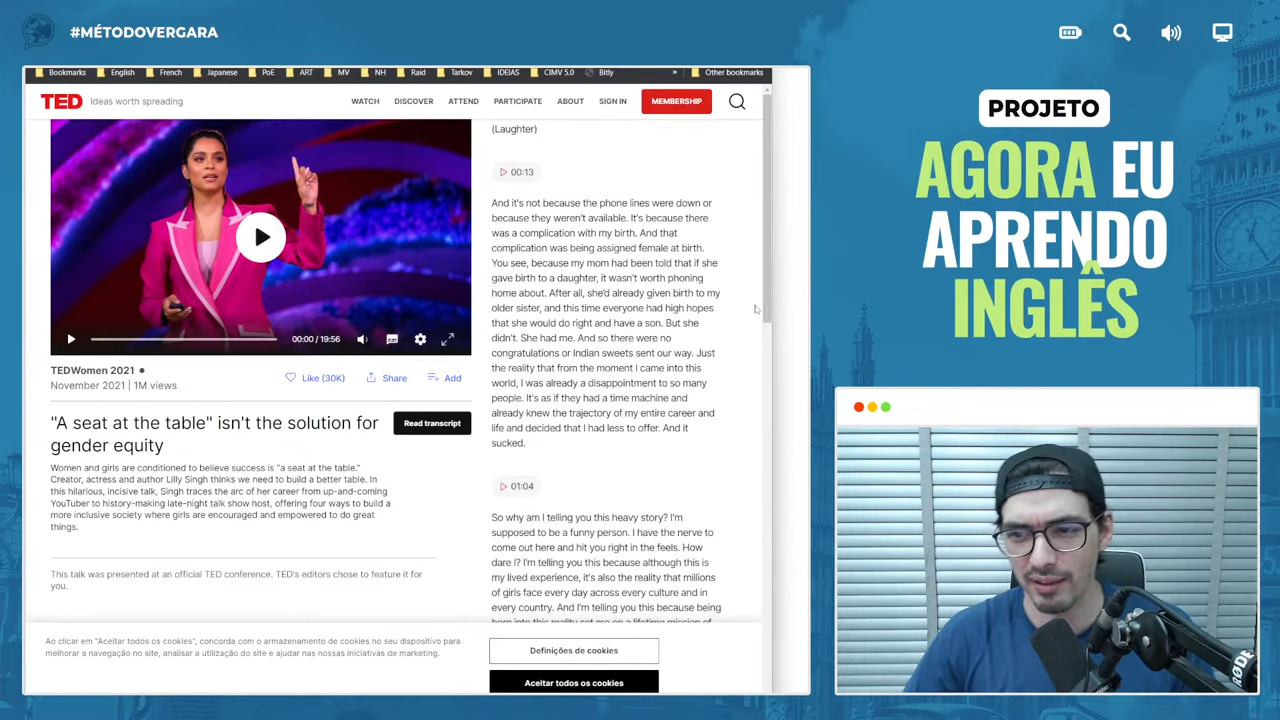 #MÉTODOVERGARA
Bookmarks English French Japanese PoE ART MV NH Raid Tarkov IDEIAS CIMV 5.0 Bitly » Other bookmarks
TED Ideas worth spreading WATCH DISCOVER ATTEND PARTICIPATE ABOUT SIGN IN MEMBERSHIP
00:00 / 19:56
TEDWomen 2021
November 2021 | 1M views
Like (30K) Share Add
"A seat at the table" isn't the solution for
gender equity
Read transcript
Women and girls are conditioned to believe success is "a seat at the table."
Creator, actress and author Lilly Singh thinks we need to build a better table. In
this hilarious, incisive talk, Singh traces the arc of her career from up-and-coming
YouTuber to history-making late-night talk show host, offering four ways to build a
more inclusive society where girls are encouraged and empowered to do great
things.
This talk was presented at an official TED conference. TED's editors chose to feature it for
you.
(Laughter)
00:13
And it's not because the phone lines were down or
because they weren't available. It's because there
was a complication with my birth. And that
complication was being assigned female at birth.
You see, because my mom had been told that if she
gave birth to a daughter, it wasn't worth phoning
home about. After all, she'd already given birth to my
older sister, and this time everyone had high hopes
that she would do right and have a son. But she
didn't. She had me. And so there were no
congratulations or Indian sweets sent our way. Just
the reality that from the moment I came into this
world, I was already a disappointment to so many
people. It's as if they had a time machine and
already knew the trajectory of my entire career and
life and decided that I had less to offer. And it
sucked.
01:04
So why am I telling you this heavy story? I'm
supposed to be a funny person. I have the nerve to
come out here and hit you right in the feels. How
dare I? I'm telling you this because although this is
my lived experience, it's also the reality that millions
of girls face every day across every culture and in
every country. And I'm telling you this because being
born into this reality set me on a lifetime mission of
Ao clicar em "Aceitar todos os cookies", concorda com o armazenamento de cookies no seu dispositivo para
melhorar a navegação no site, analisar a utilização do site e ajudar nas nossas iniciativas de marketing.
Definições de cookies
Aceitar todos os cookies
PROJETO
AGORA EU
APRENDO
INGLÊS
RØDE